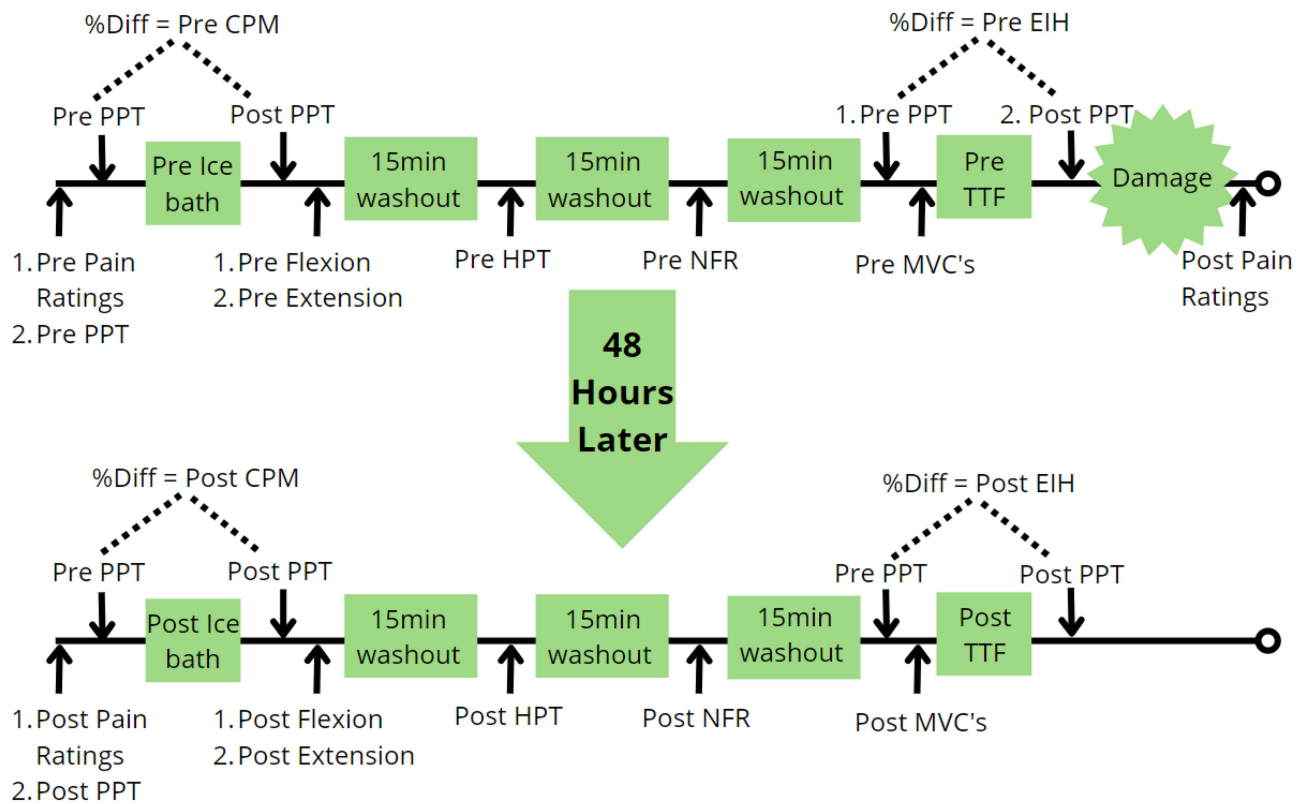 %Diff = Pre CPM
%Diff = Pre EIH
Pre PPT
Post PPT
1. Pre PPT
2. Post PPT
Pre Ice
bath
15min
washout
15min
washout
15min
washout
Pre
TTF
Damage
1. Pre Pain
Ratings
2. Pre PPT
1. Pre Flexion
2. Pre Extension
Pre HPT
Pre NFR
Pre MVC's
Post Pain
Ratings
48
Hours
Later
%Diff = Post CPM
%Diff = Post EIH
Pre PPT
Post PPT
Pre PPT
Post PPT
Post Ice
bath
15min
washout
15min
washout
15min
washout
Post
TTF
1. Post Pain
Ratings
2. Post PPT
1. Post Flexion
2. Post Extension
Post HPT
Post NFR
Post MVC's